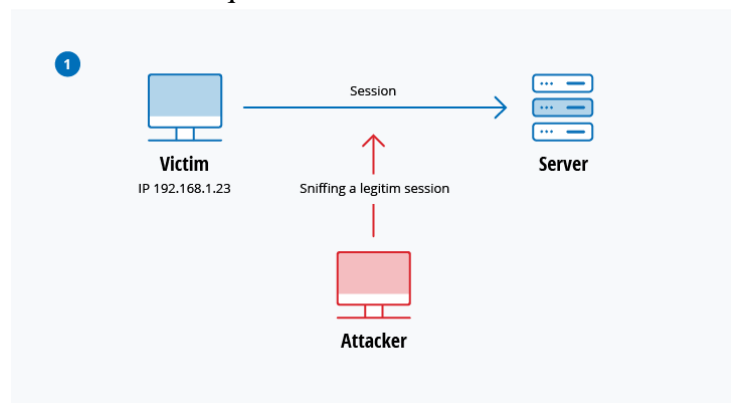 1
Session
Victim
IP 192.168.1.23
Server
Sniffing a legitim session
Attacker